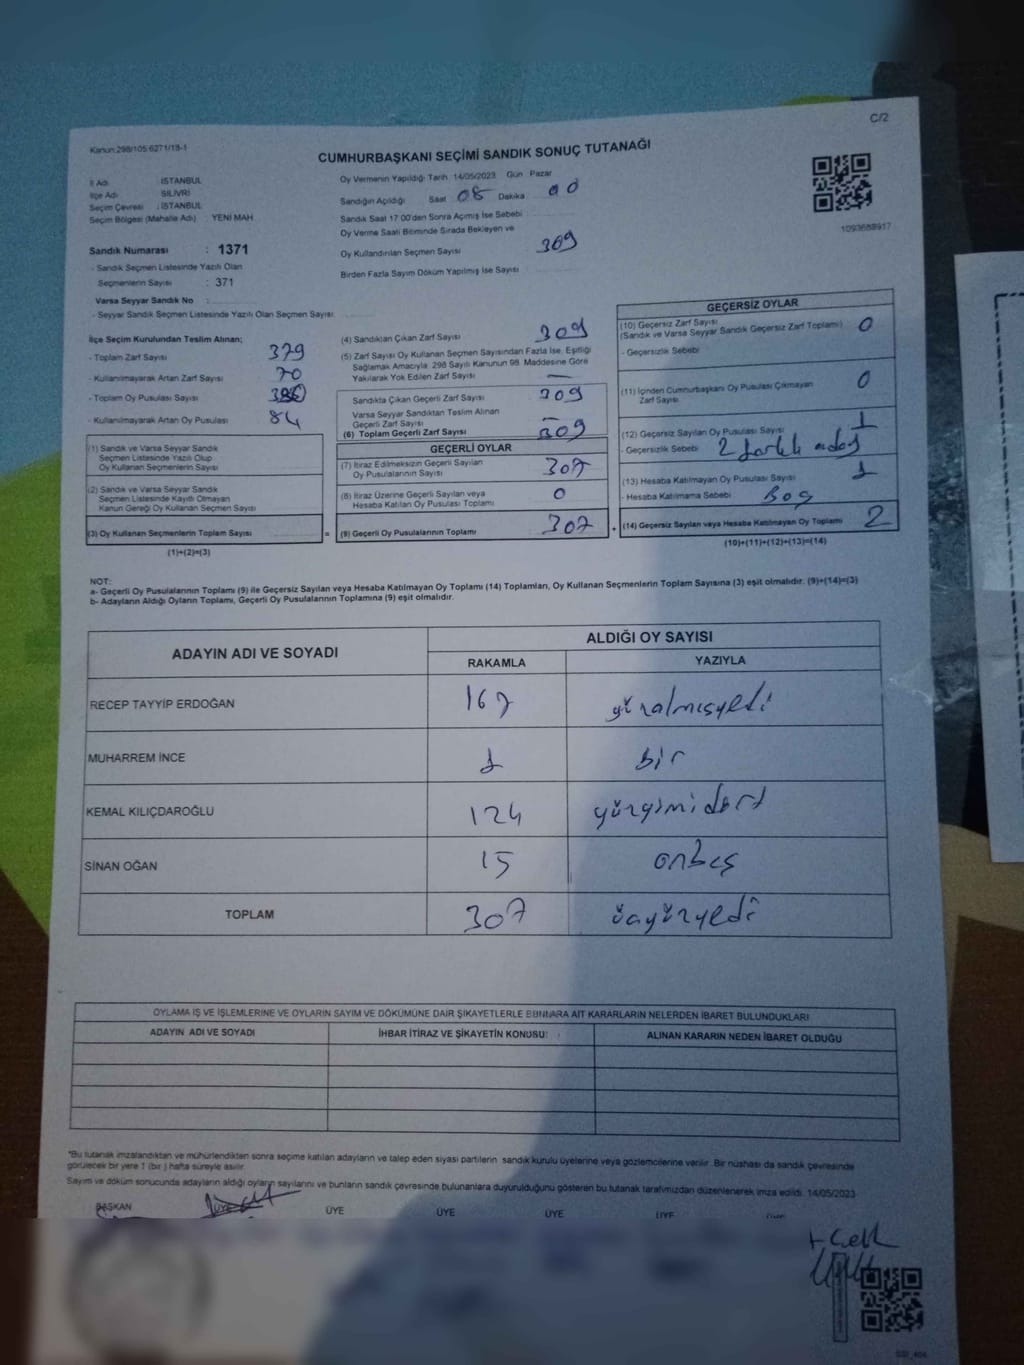 C/2
Kanun:298/105;6271/18-1
CUMHURBAŞKANI SEÇİMİ SANDIK SONUÇ TUTANAĞI
İl Adı : İSTANBUL
İlçe Adı : SİLİVRİ
Seçim Çevresi : İSTANBUL
Seçim Bölgesi (Mahalle Adı) YENİ MAH
Oy Vermenin Yapıldığı Tarih 14/05/2023 Gün Pazar
Sandığın Açıldığı Saat 08 Dakika 00
Sandık Saat 17:00'dan Sonra Açılmış İse Sebebi
Oy Verme Saati Bitiminde Sırada Bekleyen ve
Oy Kullandırılan Seçmen Sayısı 309
Birden Fazla Sayım Döküm Yapılmış İse Sayısı
1093688917
Sandık Numarası : 1371
- Sandık Seçmen Listesinde Yazılı Olan
Seçmenlerin Sayısı : 371
Varsa Seyyar Sandık No :
- Seyyar Sandık Seçmen Listesinde Yazılı Olan Seçmen Sayısı:
İlçe Seçim Kurulundan Teslim Alınan;
- Toplam Zarf Sayısı 379
- Kullanılmayarak Artan Zarf Sayısı 70
- Toplam Oy Pusulası Sayısı
- Kullanılmayarak Artan Oy Pusulası 84
(4) Sandıktan Çıkan Zarf Sayısı 309
(5) Zarf Sayısı Oy Kullanan Seçmen Sayısından Fazla İse, Eşitliği
Sağlamak Amacıyla 298 Sayılı Kanunun 98. Maddesine Göre
Yakılarak Yok Edilen Zarf Sayısı —
Sandıkta Çıkan Geçerli Zarf Sayısı 309
Varsa Seyyar Sandıktan Teslim Alınan
Geçerli Zarf Sayısı —
(6) Toplam Geçerli Zarf Sayısı 309
GEÇERLİ OYLAR
(7) İtiraz Edilmeksizin Geçerli Sayılan
Oy Pusulalarının Sayısı 307
(8) İtiraz Üzerine Geçerli Sayılan veya
Hesaba Katılan Oy Pusulası Toplamı 0
(9) Geçerli Oy Pusulalarının Toplamı 307
GEÇERSİZ OYLAR
(10) Geçersiz Zarf Sayısı
(Sandık ve Varsa Seyyar Sandık Geçersiz Zarf Toplamı) 0
- Geçersizlik Sebebi
(11) İçinden Cumhurbaşkanı Oy Pusulası Çıkmayan
Zarf Sayısı 0
(12) Geçersiz Sayılan Oy Pusulası Sayısı 1
- Geçersizlik Sebebi 2 farklı aday
(13) Hesaba Katılmayan Oy Pusulası Sayısı 1
- Hesaba Katılmama Sebebi Boş
(14) Geçersiz Sayılan veya Hesaba Katılmayan Oy Toplamı 2
(10)+(11)+(12)+(13)=(14)
(1) Sandık ve Varsa Seyyar Sandık
Seçmen Listesinde Yazılı Olup
Oy Kullanan Seçmenlerin Sayısı
(2) Sandık ve Varsa Seyyar Sandık
Seçmen Listesinde Kayıtlı Olmayan
Kanun Gereği Oy Kullanan Seçmen Sayısı
(3) Oy Kullanan Seçmenlerin Toplam Sayısı = +
(1)+(2)=(3)
NOT:
a- Geçerli Oy Pusulalarının Toplamı (9) ile Geçersiz Sayılan veya Hesaba Katılmayan Oy Toplamı (14) Toplamları, Oy Kullanan Seçmenlerin Toplam Sayısına (3) eşit olmalıdır. (9)+(14)=(3)
b- Adayların Aldığı Oyların Toplamı, Geçerli Oy Pusulalarının Toplamına (9) eşit olmalıdır.
ADAYIN ADI VE SOYADI
ALDIĞI OY SAYISI
RAKAMLA YAZIYLA
RECEP TAYYİP ERDOĞAN 167 yüzalmışyedi
MUHARREM İNCE 1 bir
KEMAL KILIÇDAROĞLU 124 yüzyimidört
SİNAN OĞAN 15 onbeş
TOPLAM 307 üçyüzyedi
OYLAMA İŞ VE İŞLEMLERİNE VE OYLARIN SAYIM VE DÖKÜMÜNE DAİR ŞİKAYETLERLE BUNLARA AİT KARARLARIN NELERDEN İBARET BULUNDUKLARI
ADAYIN ADI VE SOYADI İHBAR İTİRAZ VE ŞİKAYETİN KONUSU: ALINAN KARARIN NEDEN İBARET OLDUĞU
*Bu tutanak imzalandıktan ve mühürlendikten sonra seçime katılan adayların ve talep eden siyasi partilerin sandık kurulu üyelerine veya gözlemcilerine verilir. Bir nüshası da sandık çevresinde
görülecek bir yere 1 (bir ) hafta süreyle asılır.
Sayım ve döküm sonucunda adayların aldığı oyların sayılarını ve bunların sandık çevresinde bulunanlara duyurulduğunu gösteren bu tutanak tarafımızdan düzenlenerek imza edildi. 14/05/2023
BAŞKAN ÜYE ÜYE ÜYE ÜYE ÜYE